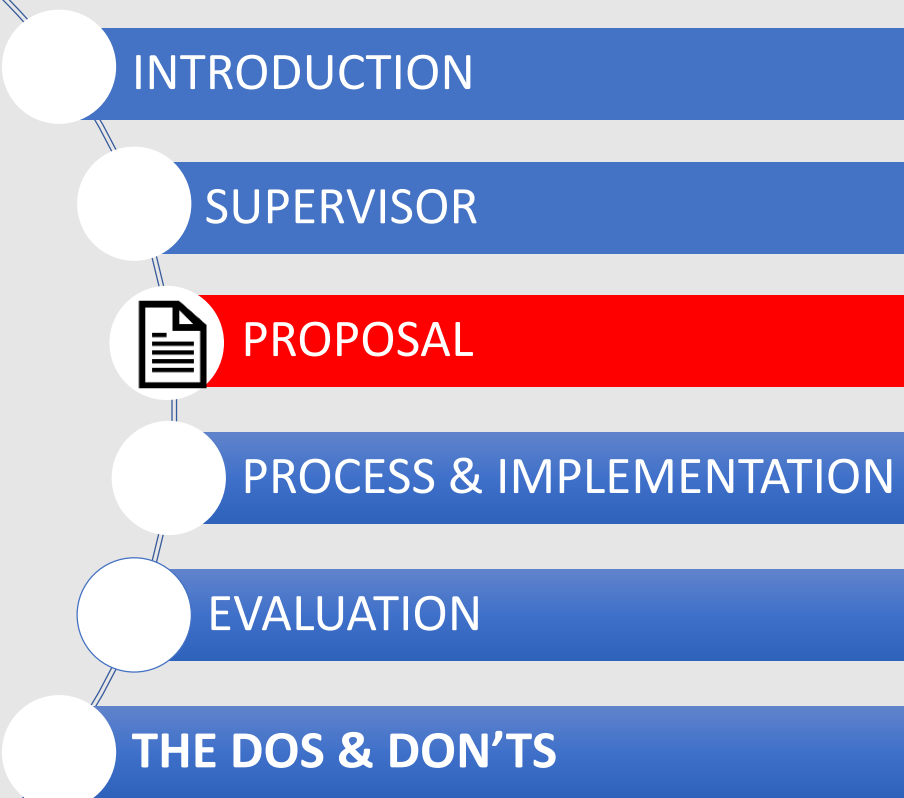 INTRODUCTION
SUPERVISOR
PROPOSAL
PROCESS & IMPLEMENTATION
EVALUATION
THE DOS & DON’TS